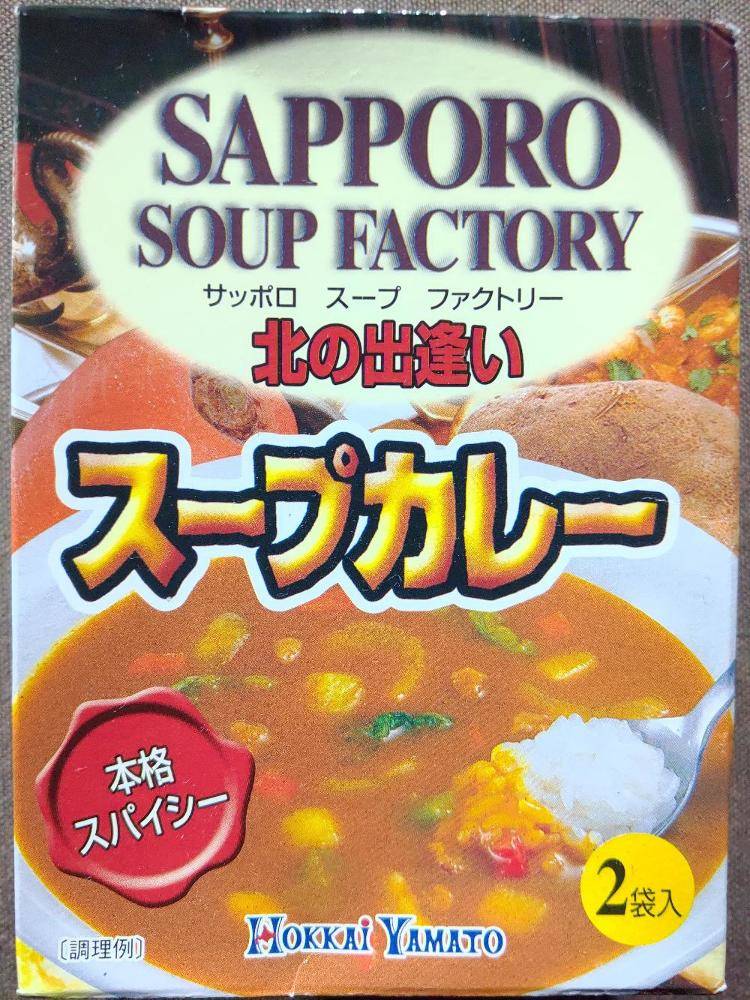 SAPPORO
SOUP FACTORY
サッポロ スープ ファクトリー
北の出逢い
スープカレー
本格
スパイシー
2袋入
〔調理例〕
HOKKAI YAMATO